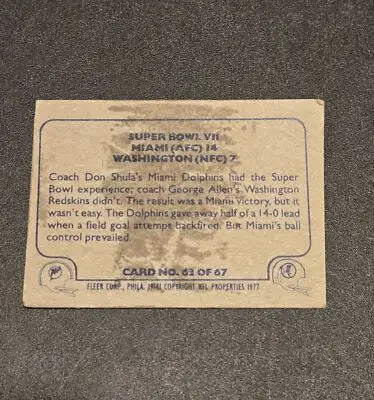 SUPER BOWL VII
MIAMI (AFC) 14
WASHINGTON (NFC) 7
Coach Don Shula's Miami Dolphins had the Super
Bowl experience; coach George Allen's Washington
Redskins didn't. The result was a Miami victory, but it
wasn't easy. The Dolphins gave away half of a 14-0 lead
when a field goal attempt backfired. But Miami's ball
control prevailed.
CARD NO. 63 OF 67
FLEER CORP., PHILA. 19141 COPYRIGHT NFL PROPERTIES 1977